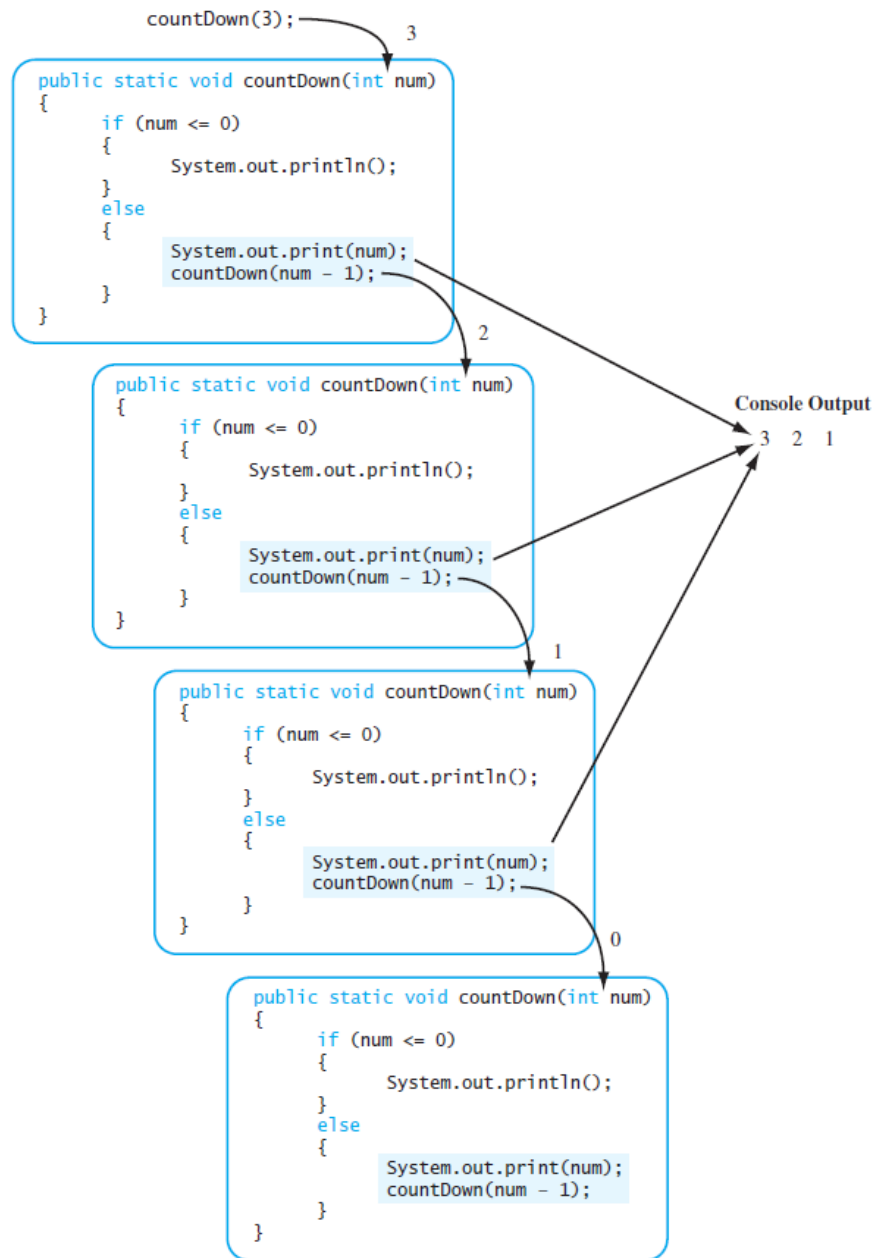 countDown(3);
3
public static void countDown(int num)
{
if (num <= 0)
{
System.out.println();
}
else
{
System.out.print(num);
countDown(num - 1);
}
}
2
public static void countDown(int num)
{
if (num <= 0)
{
System.out.println();
}
else
{
System.out.print(num);
countDown(num - 1);
}
}
Console Output
3 2 1
1
public static void countDown(int num)
{
if (num <= 0)
{
System.out.println();
}
else
{
System.out.print(num);
countDown(num - 1);
}
}
0
public static void countDown(int num)
{
if (num <= 0)
{
System.out.println();
}
else
{
System.out.print(num);
countDown(num - 1);
}
}